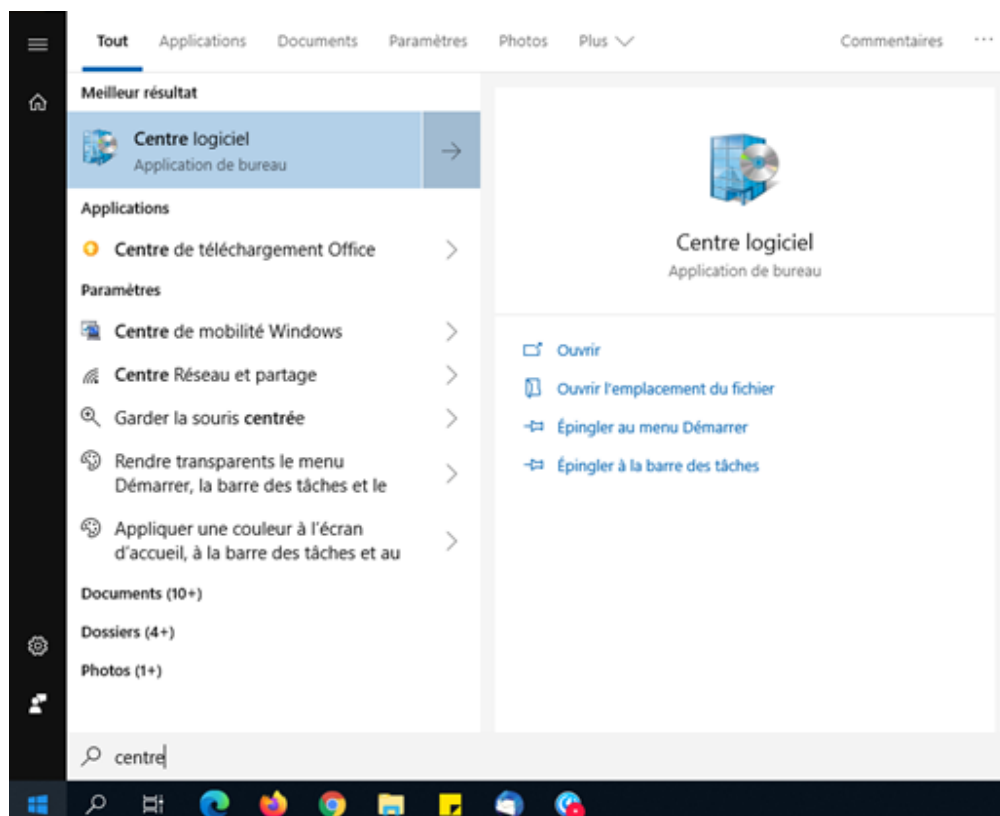 Tout Applications Documents Paramètres Photos Plus Commentaires ...
Meilleur résultat
Centre logiciel
Application de bureau
Applications
Centre de téléchargement Office
Paramètres
Centre de mobilité Windows
Centre Réseau et partage
Garder la souris centrée
Rendre transparents le menu
Démarrer, la barre des tâches et le
Appliquer une couleur à l'écran
d'accueil, à la barre des tâches et au
Documents (10+)
Dossiers (4+)
Photos (1+)
centre
Centre logiciel
Application de bureau
Ouvrir
Ouvrir l'emplacement du fichier
Épingler au menu Démarrer
Épingler à la barre des tâches